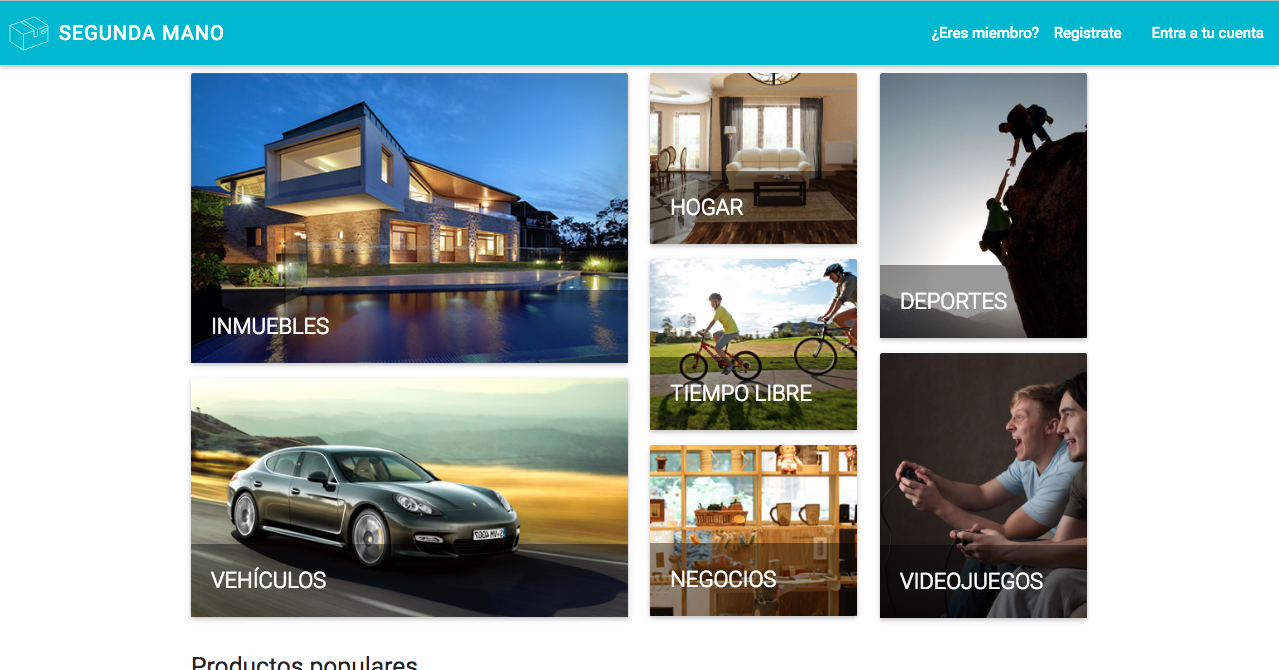 SEGUNDA MANO
¿Eres miembro? Registrate Entra a tu cuenta
INMUEBLES
HOGAR
DEPORTES
TIEMPO LIBRE
VEHÍCULOS
NEGOCIOS
VIDEOJUEGOS
Productos populares